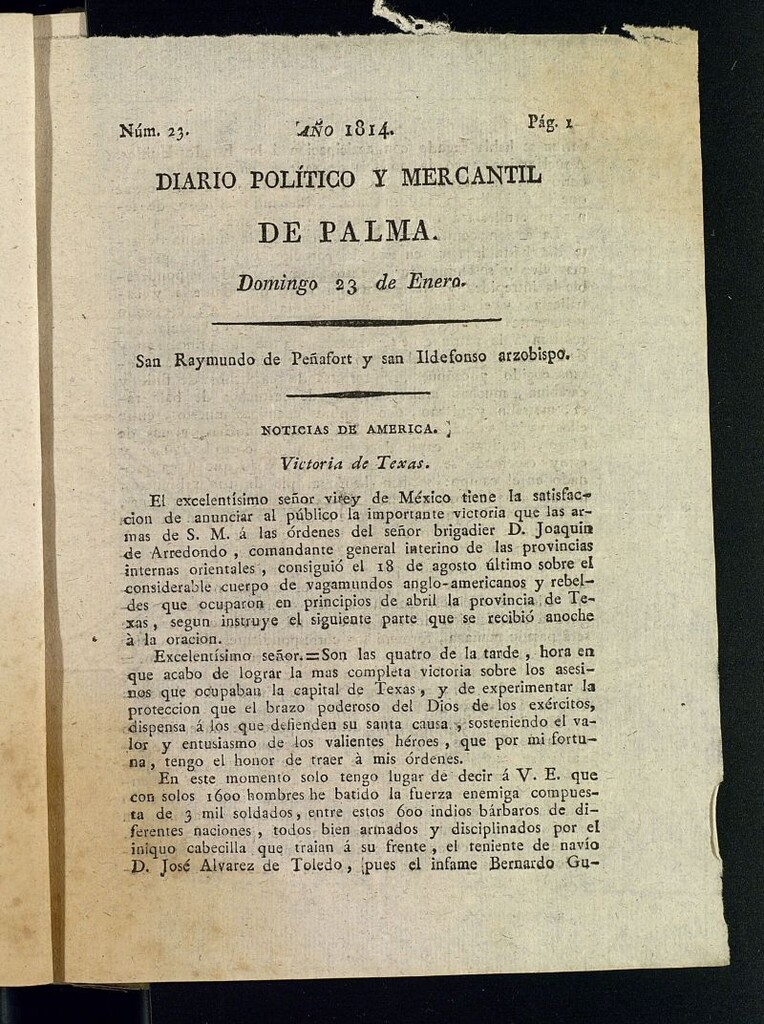 Núm. 23. AÑO 1814. Pág. 1
DIARIO POLÍTICO Y MERCANTIL
DE PALMA.
Domingo 23 de Enero.
San Raymundo de Peñafort y san Ildefonso arzobispo.
NOTICIAS DE AMERICA.
Victoria de Texas.
El excelentísimo señor virey de México tiene la satisfac-
cion de anunciar al público la importante victoria que las ar-
mas de S. M. á las órdenes del señor brigadier D. Joaquin
de Arredondo, comandante general interino de las provincias
internas orientales, consiguió el 18 de agosto último sobre el
considerable cuerpo de vagamundos anglo-americanos y rebel-
des que ocuparon en principios de abril la provincia de Te-
xas, segun instruye el siguiente parte que se recibió anoche
à la oracion.
Excelentísimo señor.=Son las quatro de la tarde, hora en
que acabo de lograr la mas completa victoria sobre los asesi-
nos que ocupaban la capital de Texas, y de experimentar la
proteccion que el brazo poderoso del Dios de los exércitos,
dispensa á los que defienden su santa causa, sosteniendo el va-
lor y entusiasmo de los valientes héroes, que por mi fortu-
na, tengo el honor de traer à mis órdenes.
En este momento solo tengo lugar de decir á V. E. que
con solos 1600 hombres he batido la fuerza enemiga compues-
ta de 3 mil soldados, entre estos 600 indios bárbaros de di-
ferentes naciones, todos bien armados y disciplinados por el
iniquo cabecilla que traian á su frente, el teniente de navío
D. José Alvarez de Toledo, pues el infame Bernardo Gu-